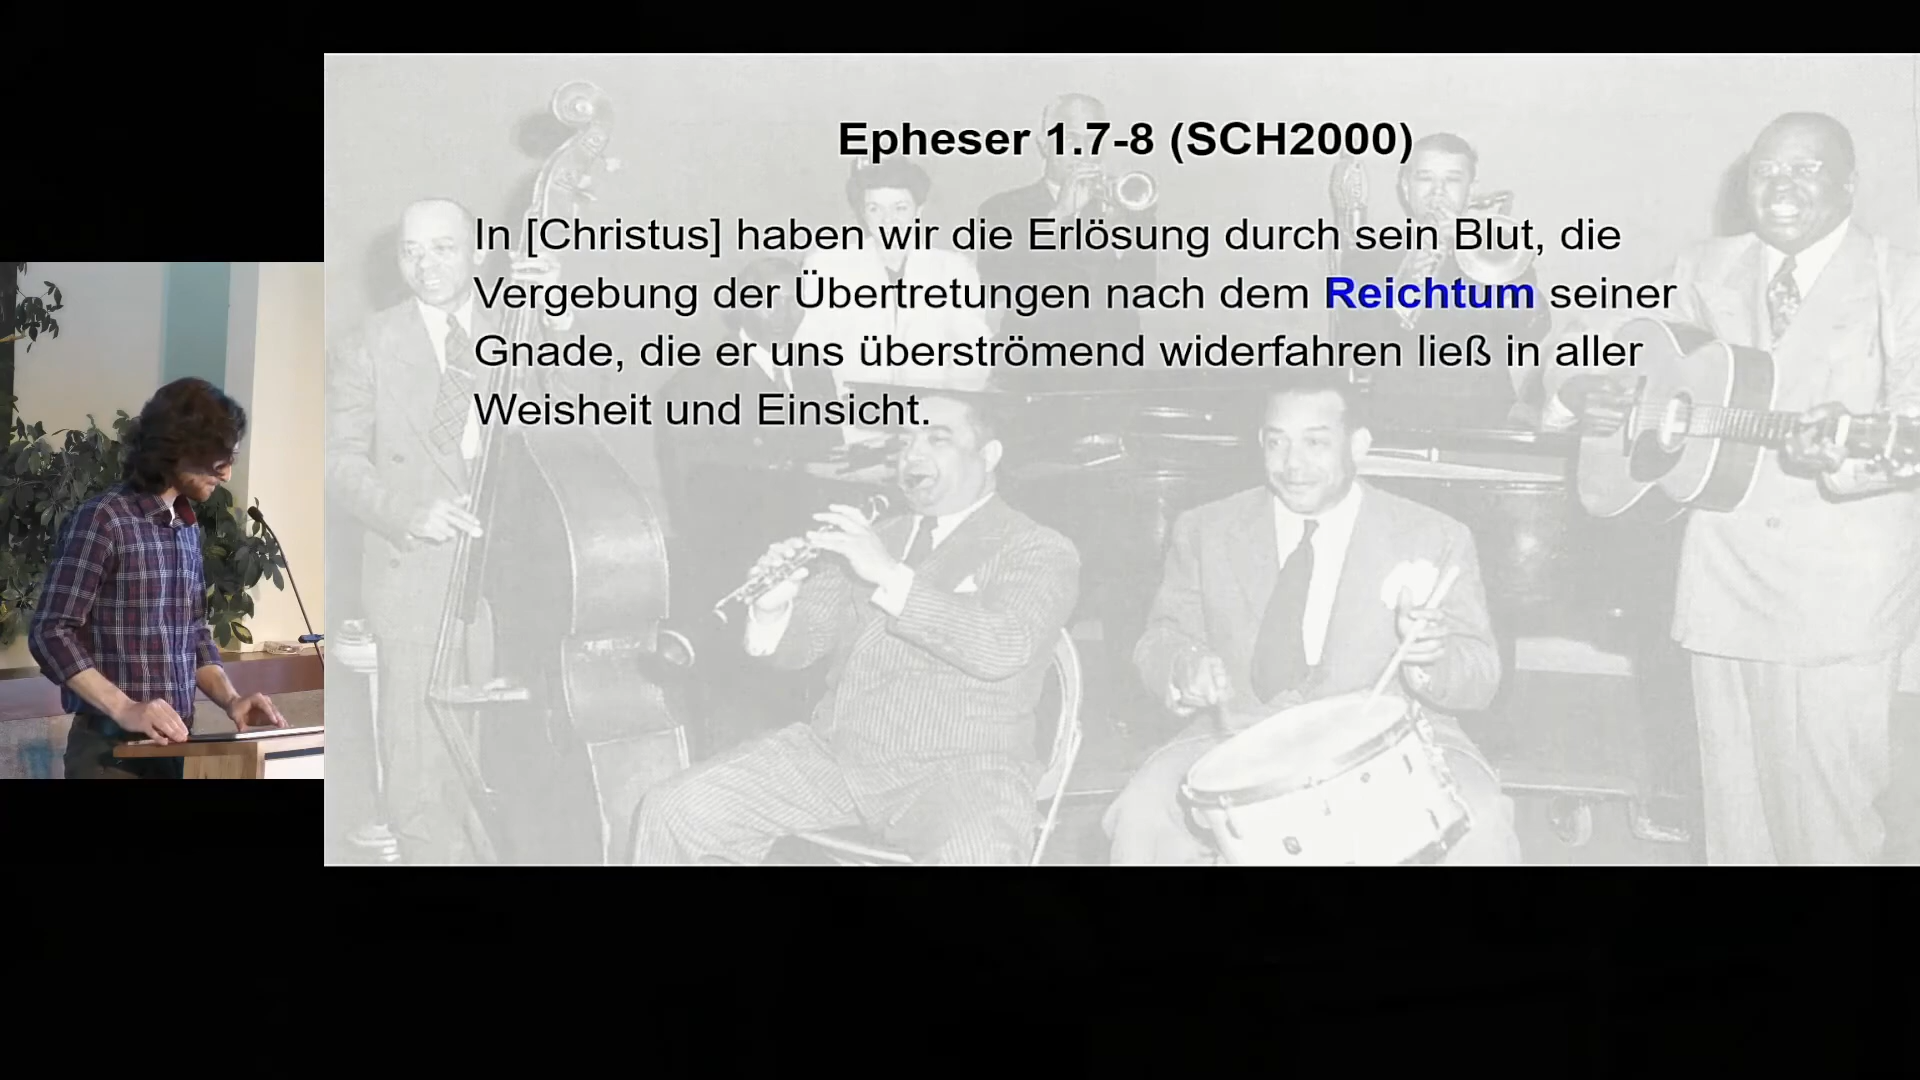 Epheser 1.7-8 (SCH2000)
In [Christus] haben wir die Erlösung durch sein Blut, die
Vergebung der Übertretungen nach dem Reichtum seiner
Gnade, die er uns überströmend widerfahren ließ in aller
Weisheit und Einsicht.